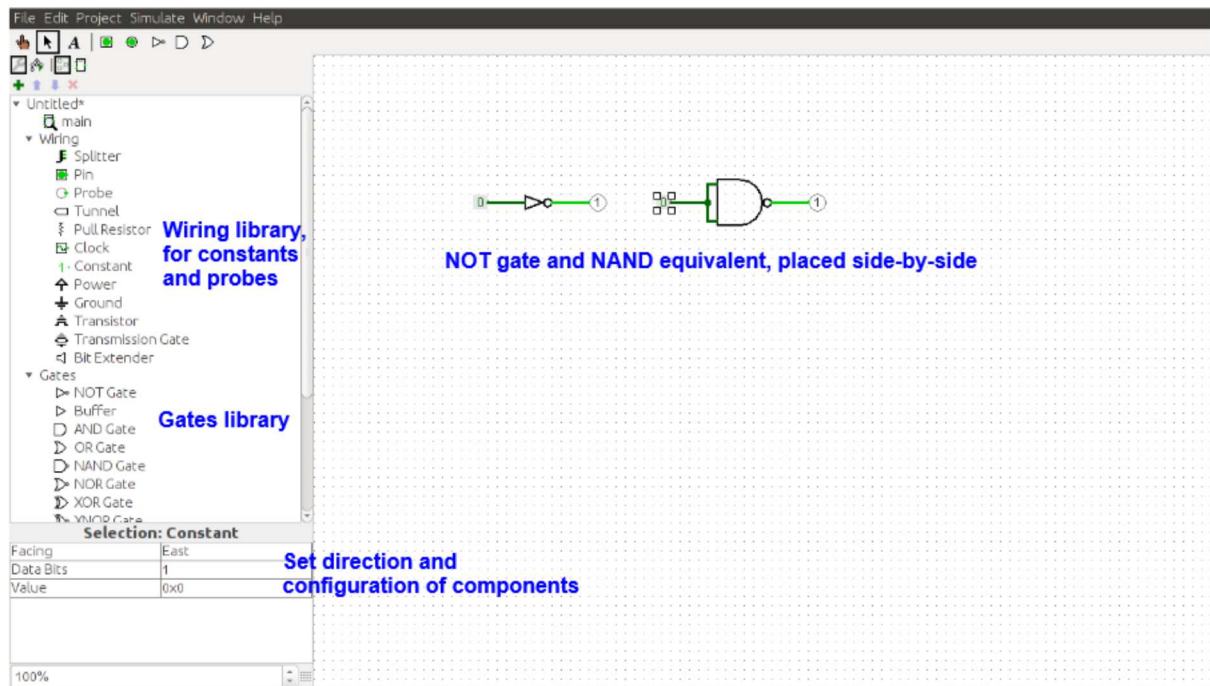 File Edit Project Simulate Window Help
A
Untitled*
main
Wiring
Splitter
Pin
Probe
Tunnel
Pull Resistor
Clock
Constant
Power
Ground
Transistor
Transmission Gate
Bit Extender
Wiring library,
for constants
and probes
Gates
NOT Gate
Buffer
AND Gate
OR Gate
NAND Gate
NOR Gate
XOR Gate
XNOR Gate
Gates library
0 1 0 1
NOT gate and NAND equivalent, placed side-by-side
Selection: Constant
Facing East
Data Bits 1
Value 0x0
Set direction and
configuration of components
100%